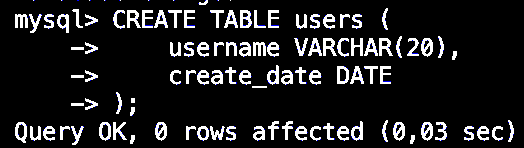 mysql> CREATE TABLE users (
    ->     username VARCHAR(20),
    ->     create_date DATE
    -> );
Query OK, 0 rows affected (0,03 sec)